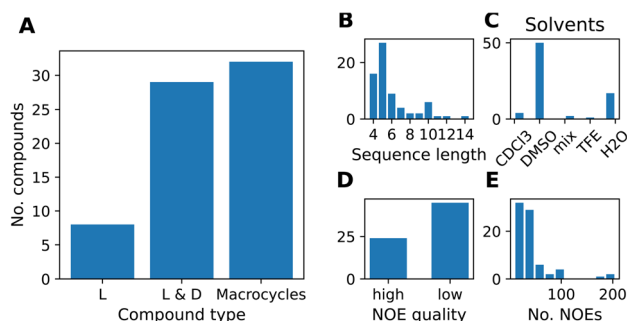 A
No. compounds
30
25
20
15
10
5
0
L
L & D
Macrocycles
Compound type
B
20
0
4 6 8 10 12 14
Sequence length
C
Solvents
50
0
CDCl3
DMSO
mix
TFE
H2O
D
25
0
high
low
NOE quality
E
20
0
100
200
No. NOEs